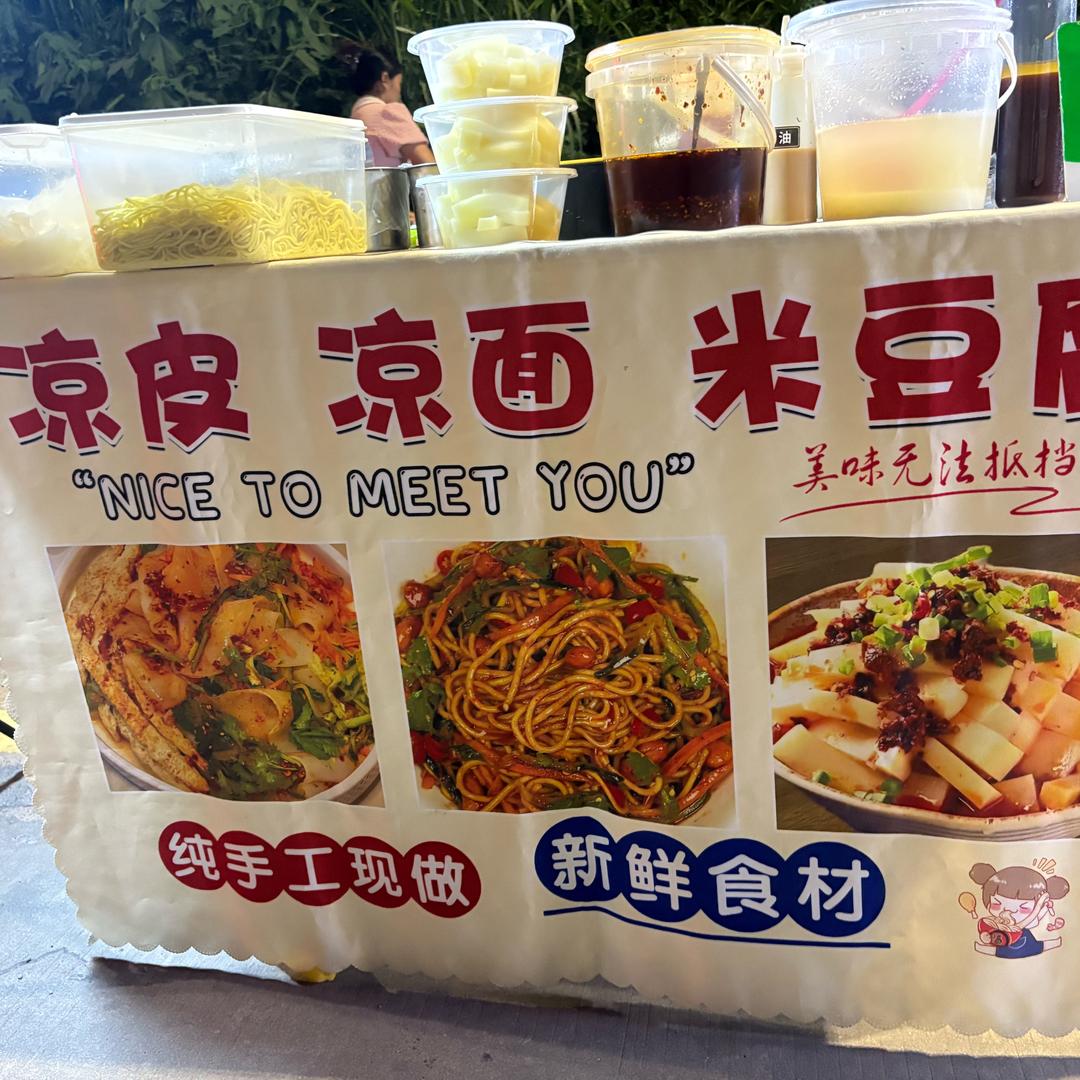 油
凉皮 凉面 米豆腐
“NICE TO MEET YOU”
美味无法抵挡
纯手工现做
新鲜食材